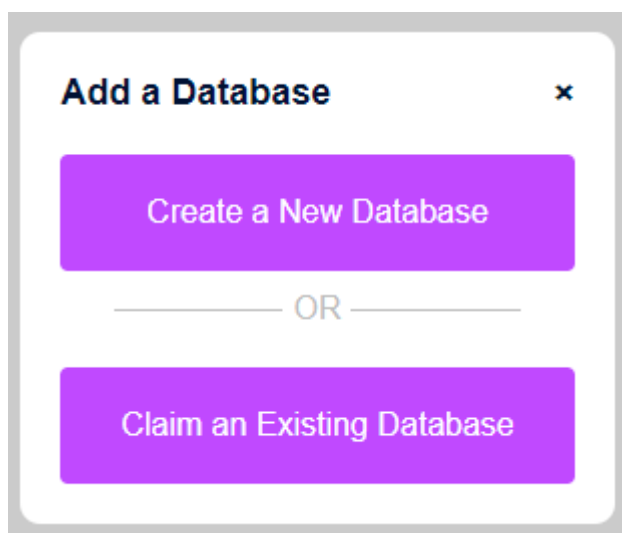 Add a Database ×
Create a New Database
OR
Claim an Existing Database